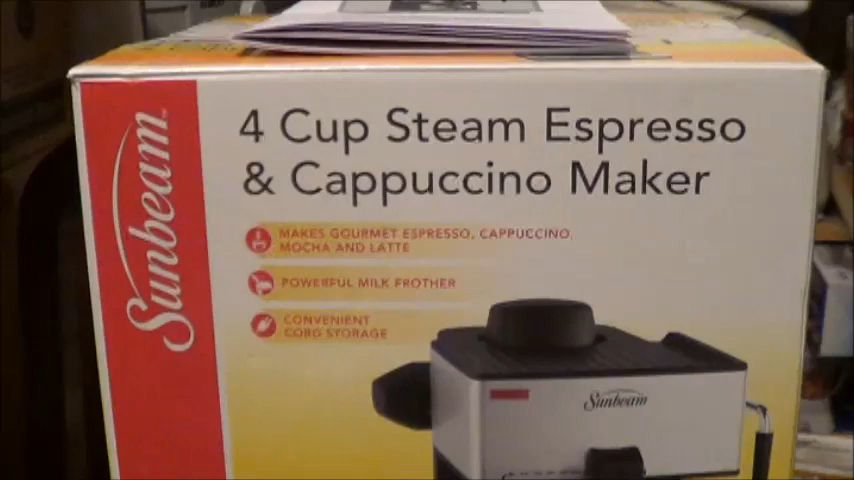 Sunbeam
4 Cup Steam Espresso
& Cappuccino Maker
MAKES GOURMET ESPRESSO, CAPPUCCINO,
MOCHA AND LATTE
POWERFUL MILK FROTHER
CONVENIENT
CORD STORAGE
Sunbeam